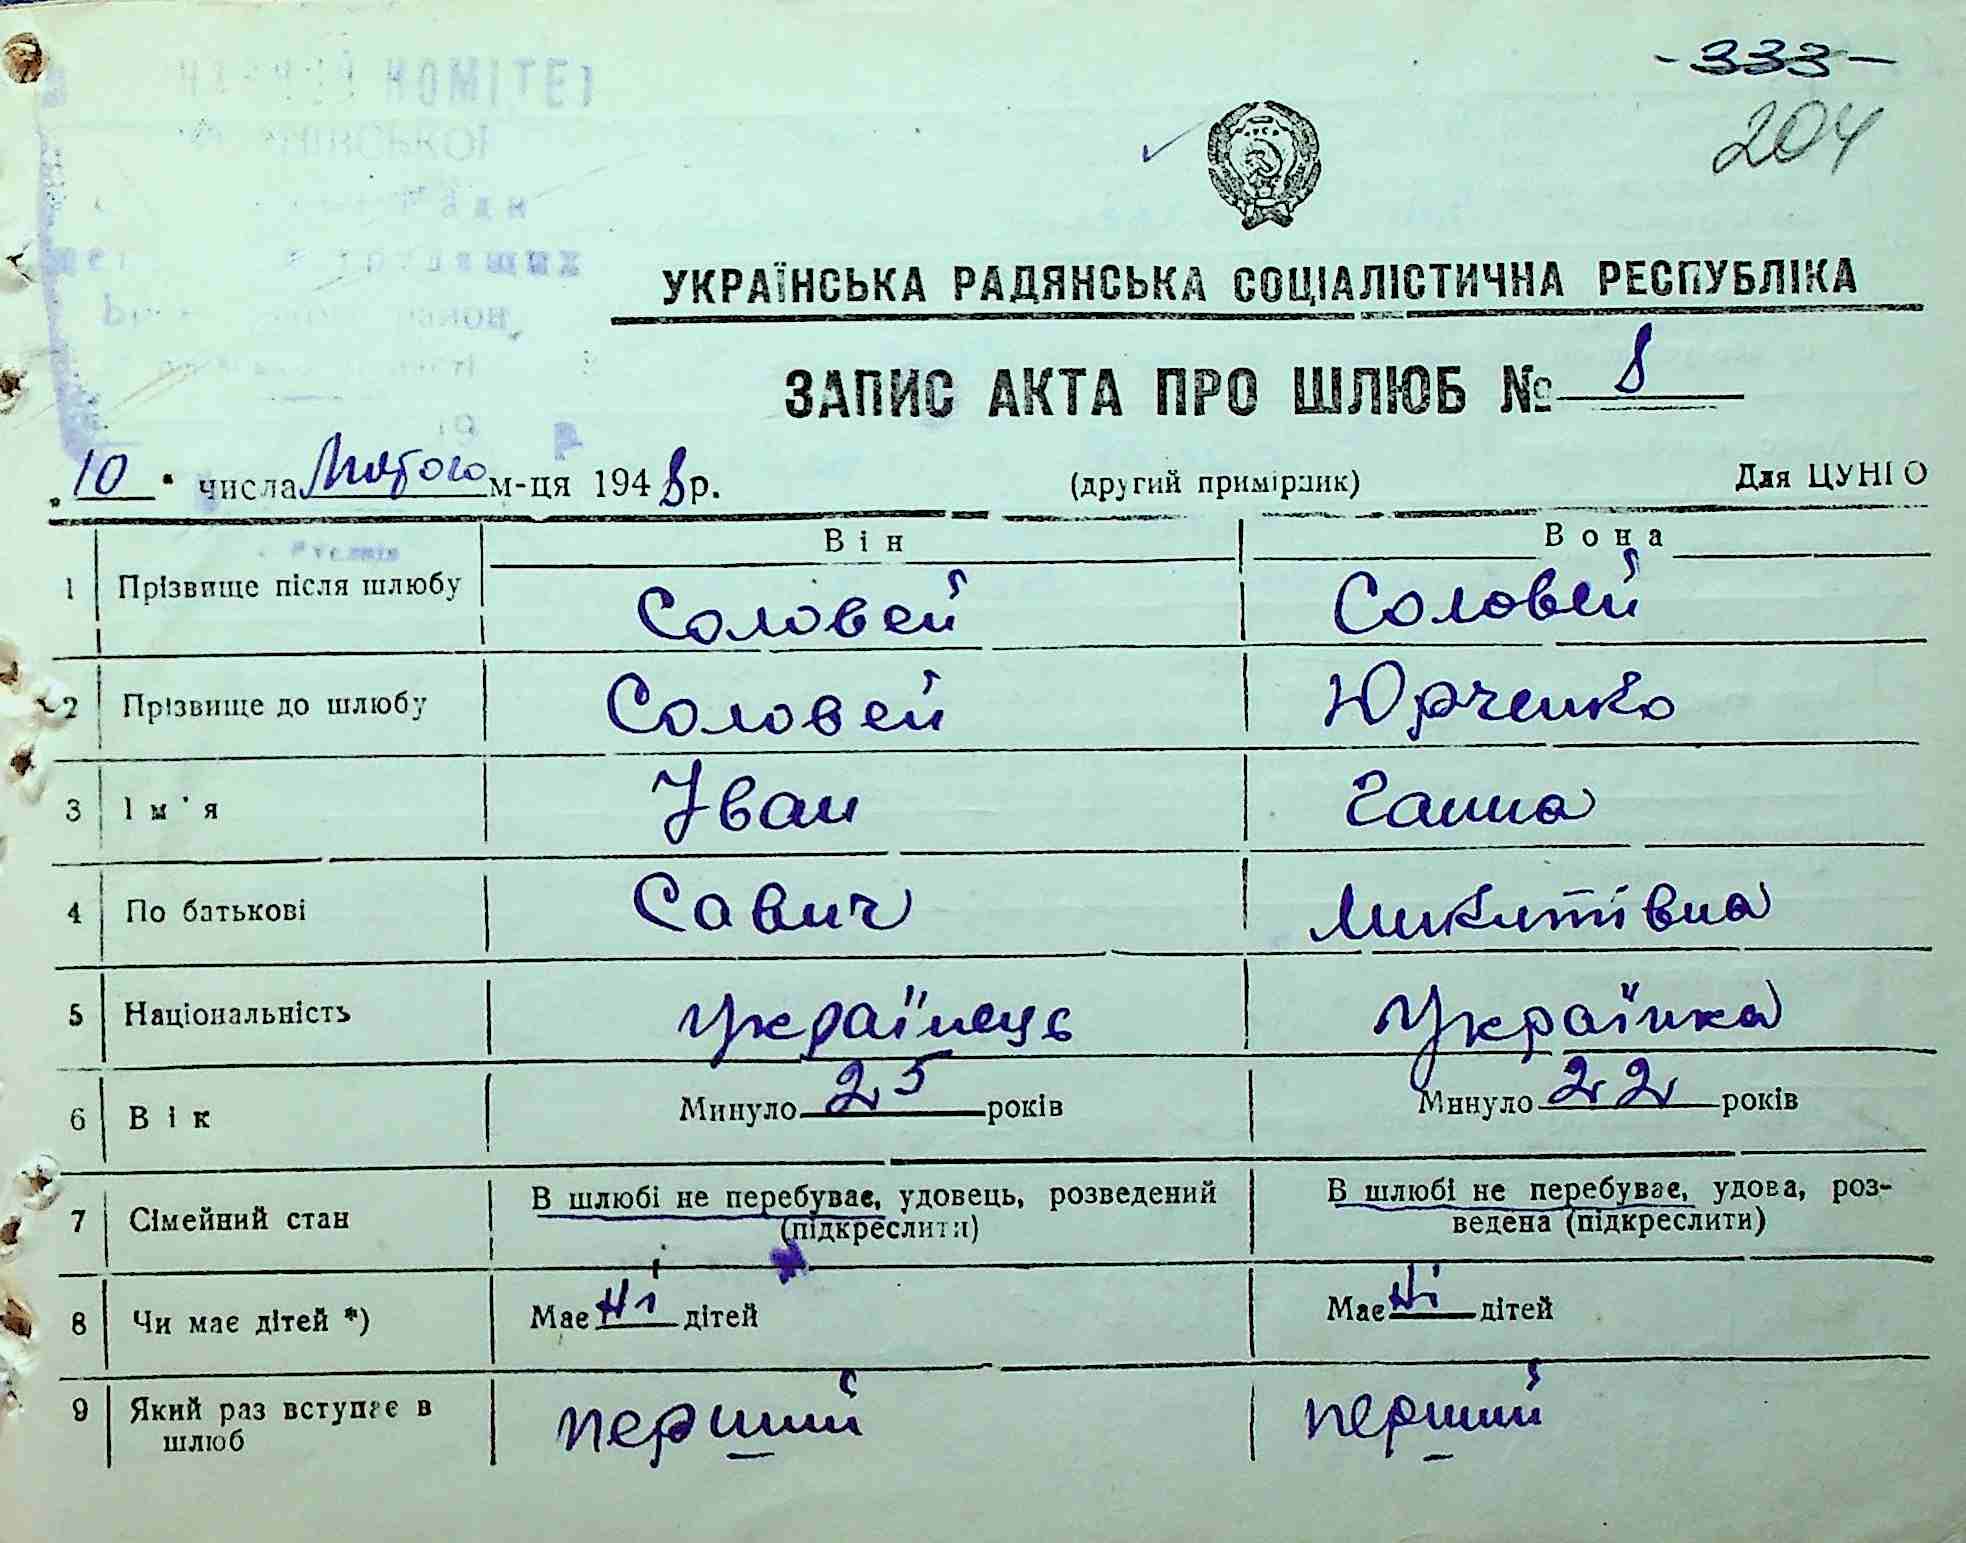 -333-
204
КОМІТЕТ
УКРАЇНСЬКА РАДЯНСЬКА СОЦІАЛІСТИЧНА РЕСПУБЛІКА
ЗАПИС АКТА ПРО ШЛЮБ № 8
„10“ числа Лютого м-ця 1948 р. (другий примірник) Для ЦУНГО
Він Вона
1 Прізвище після шлюбу Соловей Соловей
2 Прізвище до шлюбу Соловей Юрченко
3 Ім'я Іван Ганна
4 По батькові Савич Микитівна
5 Національність Українець Українка
6 Вік Минуло 25 років Минуло 22 років
7 Сімейний стан В шлюбі не перебуває, удовець, розведений (підкреслити) В шлюбі не перебуває, удова, роз-
ведена (підкреслити)
8 Чи має дітей *) Має ні дітей Має ні дітей
9 Який раз вступає в шлюб перший перший